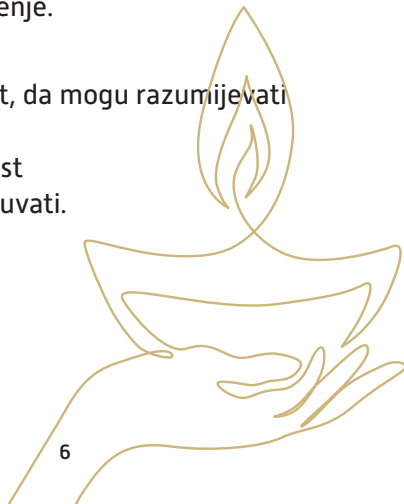 enje.
t, da mogu razumijevati
st
uvati.
6